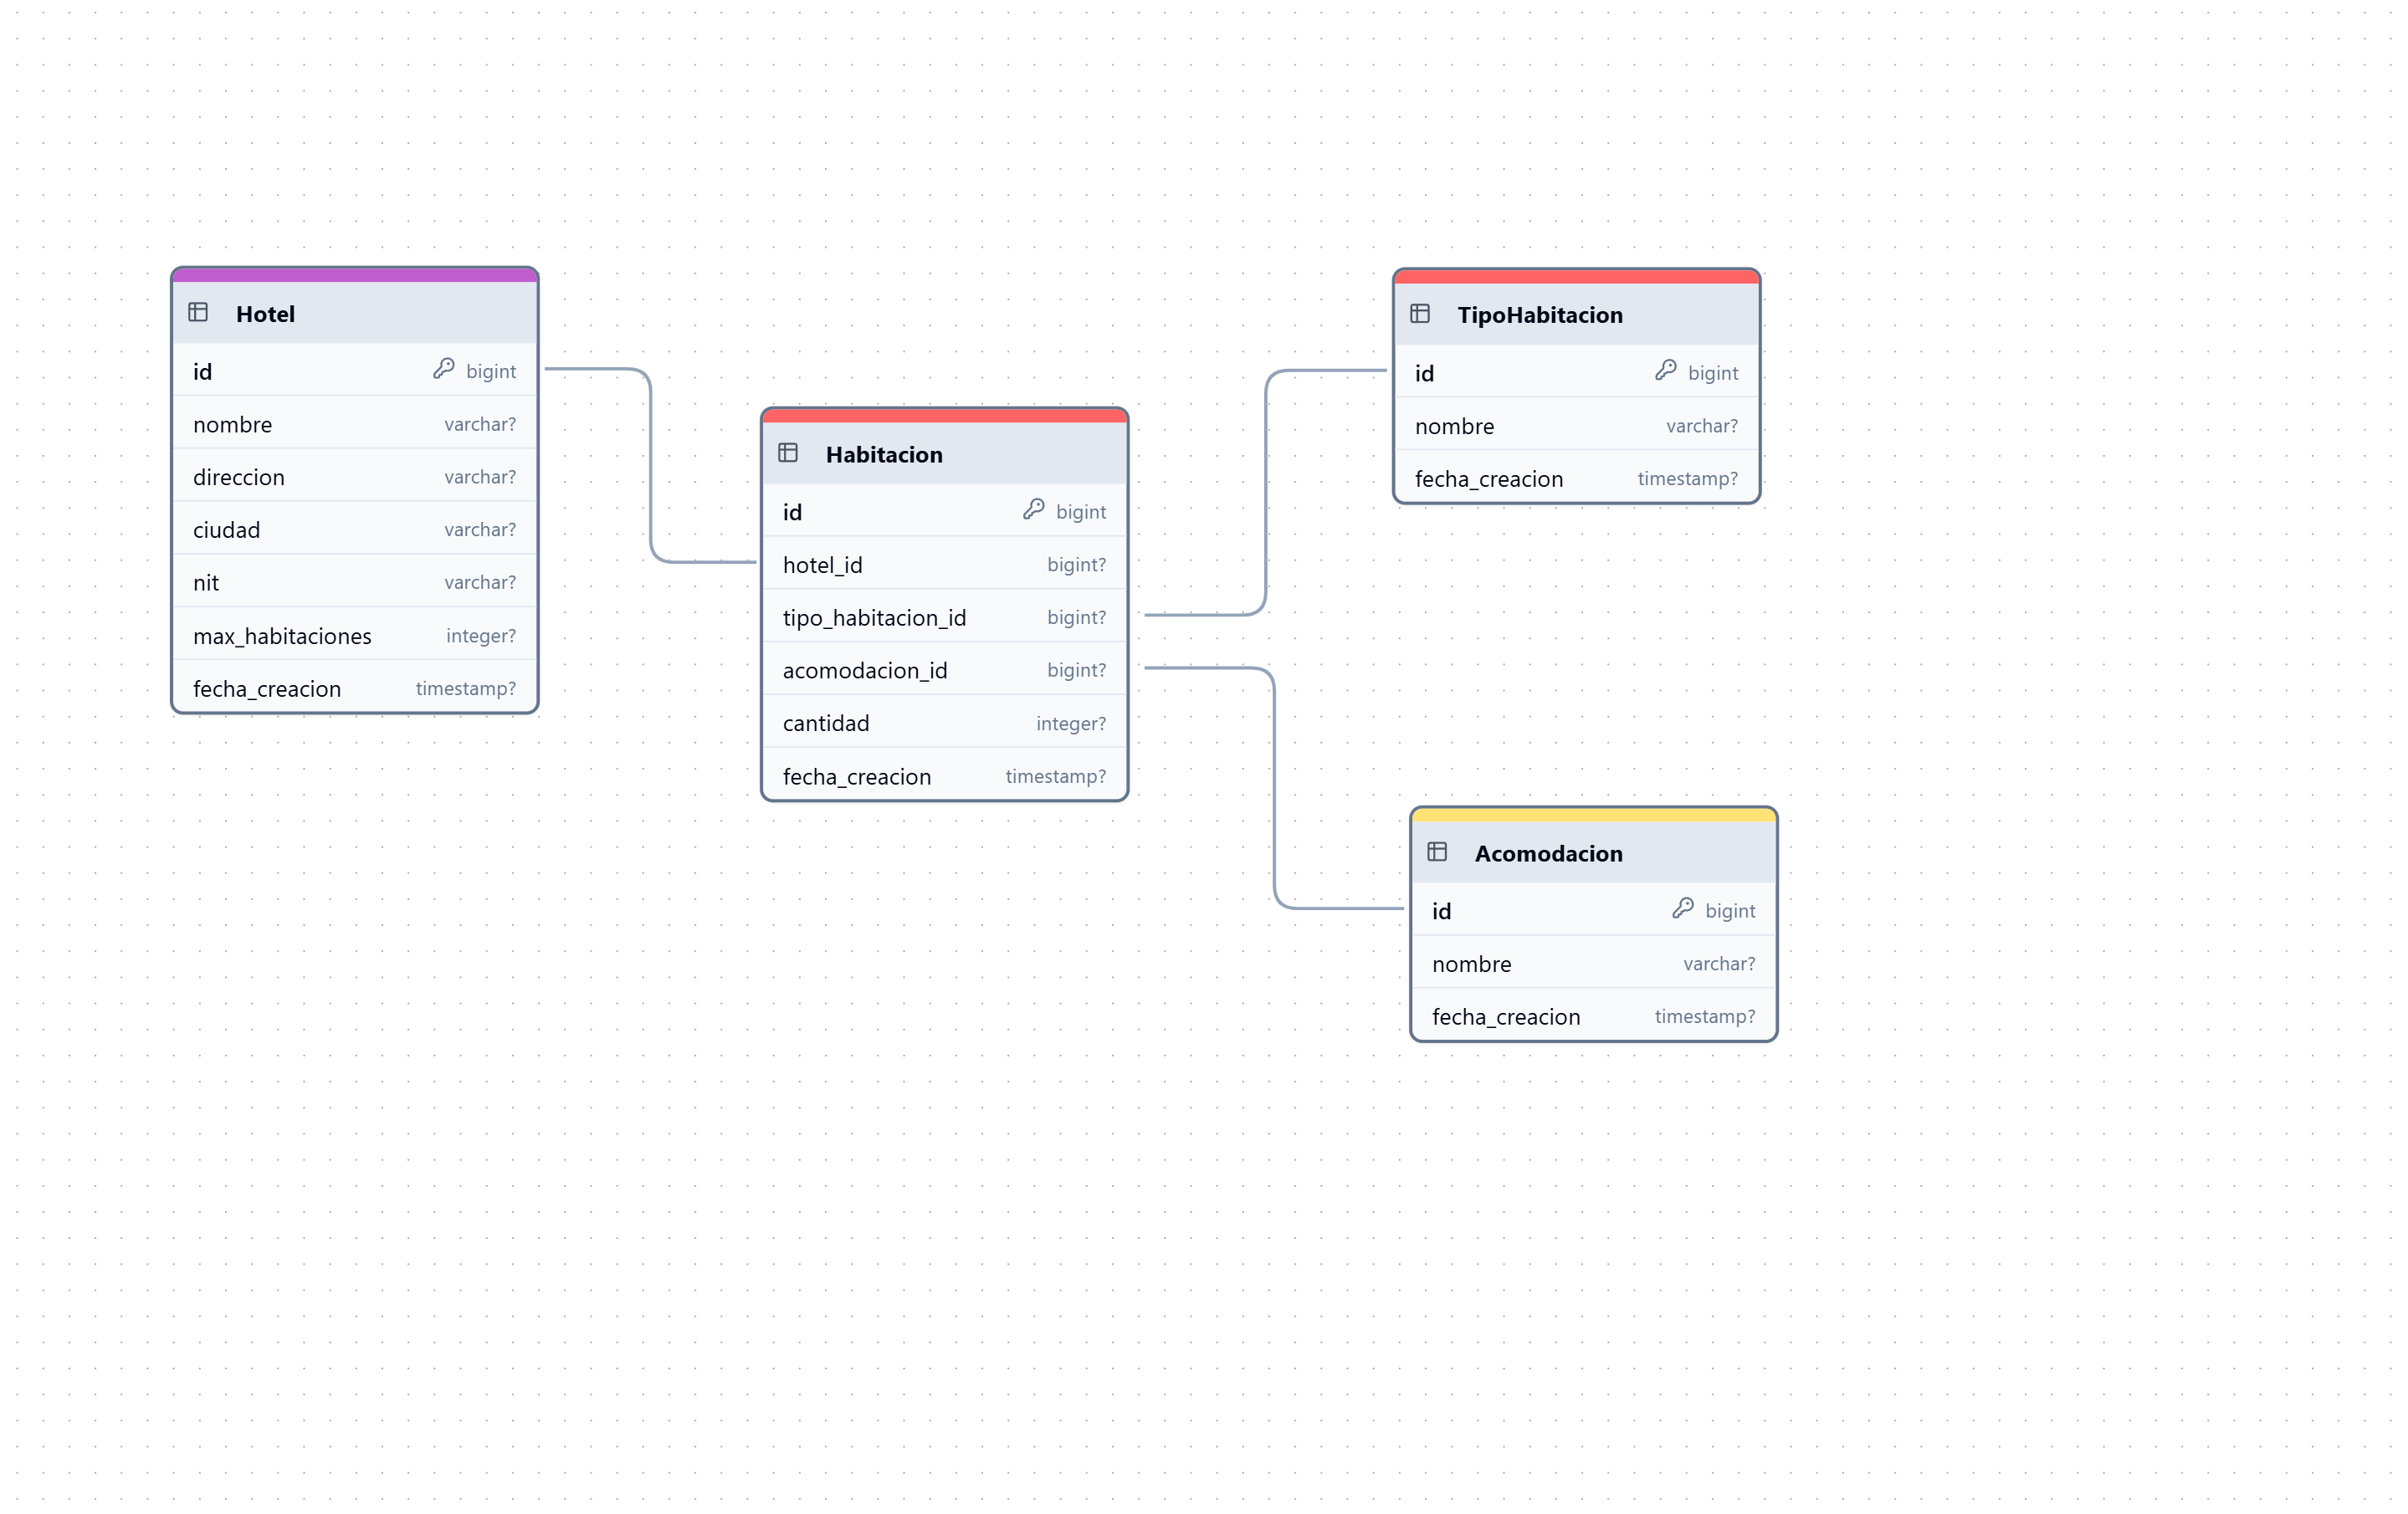 Hotel
id bigint
nombre varchar?
direccion varchar?
ciudad varchar?
nit varchar?
max_habitaciones integer?
fecha_creacion timestamp?
Habitacion
id bigint
hotel_id bigint?
tipo_habitacion_id bigint?
acomodacion_id bigint?
cantidad integer?
fecha_creacion timestamp?
TipoHabitacion
id bigint
nombre varchar?
fecha_creacion timestamp?
Acomodacion
id bigint
nombre varchar?
fecha_creacion timestamp?